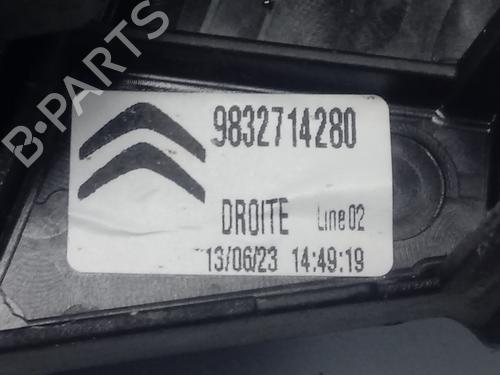 B-PARTS
9832714280
DROITE Line 02
13/06/23 14:49:19